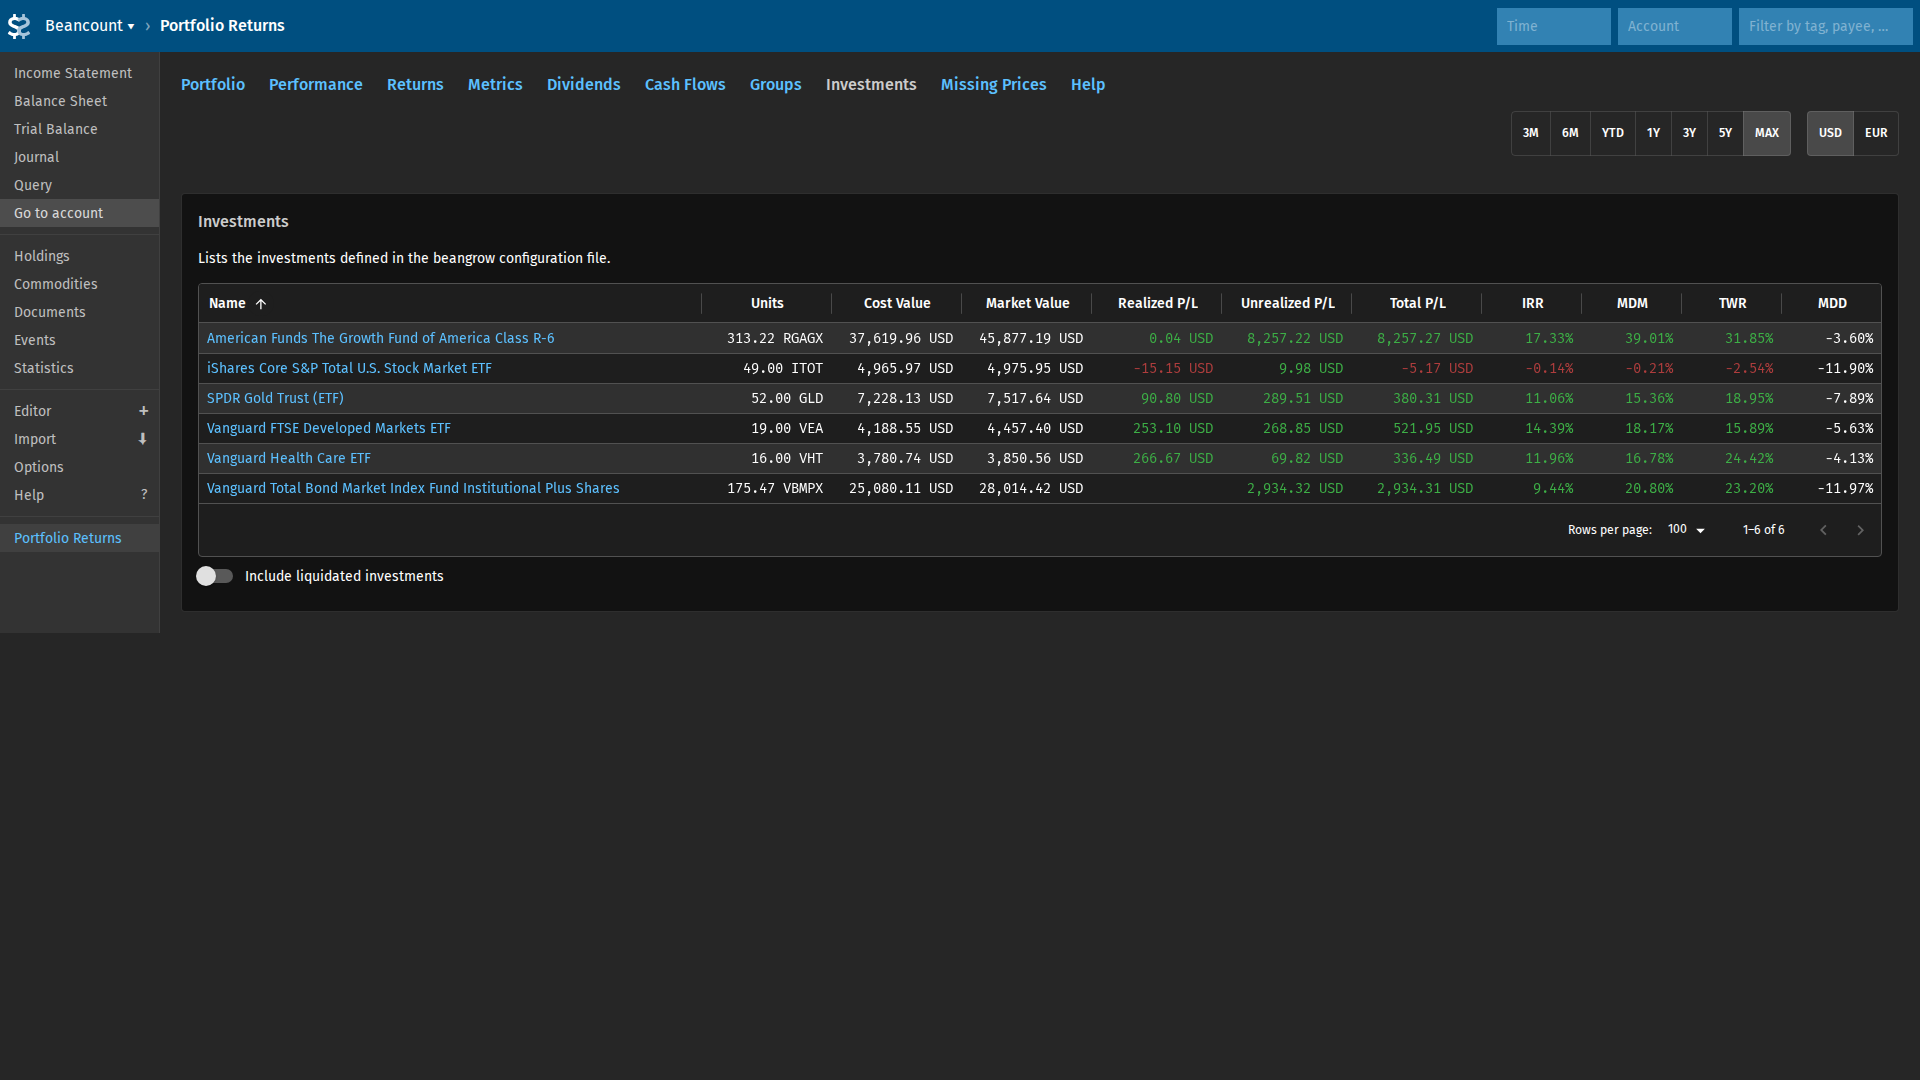 Beancount ▾ › Portfolio Returns
Time Account Filter by tag, payee, ...
Income Statement
Balance Sheet
Trial Balance
Journal
Query
Go to account
Holdings
Commodities
Documents
Events
Statistics
Editor +
Import ⬇
Options
Help ?
Portfolio Returns
Portfolio Performance Returns Metrics Dividends Cash Flows Groups Investments Missing Prices Help
3M 6M YTD 1Y 3Y 5Y MAX USD EUR
Investments
Lists the investments defined in the beangrow configuration file.
Name ↑ Units Cost Value Market Value Realized P/L Unrealized P/L Total P/L IRR MDM TWR MDD
American Funds The Growth Fund of America Class R-6 313.22 RGAGX 37,619.96 USD 45,877.19 USD 0.04 USD 8,257.22 USD 8,257.27 USD 17.33% 39.01% 31.85% -3.60%
iShares Core S&P Total U.S. Stock Market ETF 49.00 ITOT 4,965.97 USD 4,975.95 USD -15.15 USD 9.98 USD -5.17 USD -0.14% -0.21% -2.54% -11.90%
SPDR Gold Trust (ETF) 52.00 GLD 7,228.13 USD 7,517.64 USD 90.80 USD 289.51 USD 380.31 USD 11.06% 15.36% 18.95% -7.89%
Vanguard FTSE Developed Markets ETF 19.00 VEA 4,188.55 USD 4,457.40 USD 253.10 USD 268.85 USD 521.95 USD 14.39% 18.17% 15.89% -5.63%
Vanguard Health Care ETF 16.00 VHT 3,780.74 USD 3,850.56 USD 266.67 USD 69.82 USD 336.49 USD 11.96% 16.78% 24.42% -4.13%
Vanguard Total Bond Market Index Fund Institutional Plus Shares 175.47 VBMPX 25,080.11 USD 28,014.42 USD 2,934.32 USD 2,934.31 USD 9.44% 20.80% 23.20% -11.97%
Rows per page: 100 1–6 of 6
Include liquidated investments